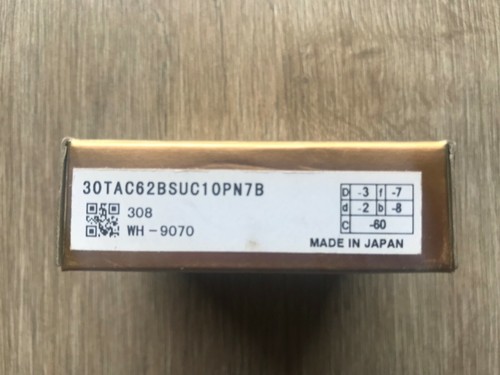 30TAC62BSUC10PN7B
308
WH-9070
D -3 f -7
d -2 b -8
C -60
MADE IN JAPAN